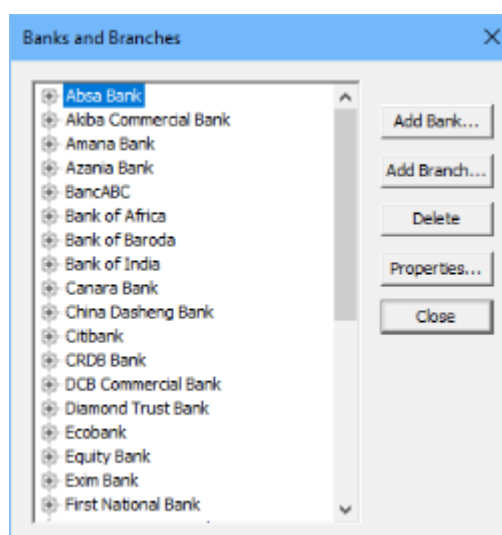 Banks and Branches
Absa Bank
Akiba Commercial Bank
Amana Bank
Azania Bank
BancABC
Bank of Africa
Bank of Baroda
Bank of India
Canara Bank
China Dasheng Bank
Citibank
CRDB Bank
DCB Commercial Bank
Diamond Trust Bank
Ecobank
Equity Bank
Exim Bank
First National Bank
Add Bank...
Add Branch...
Delete
Properties...
Close